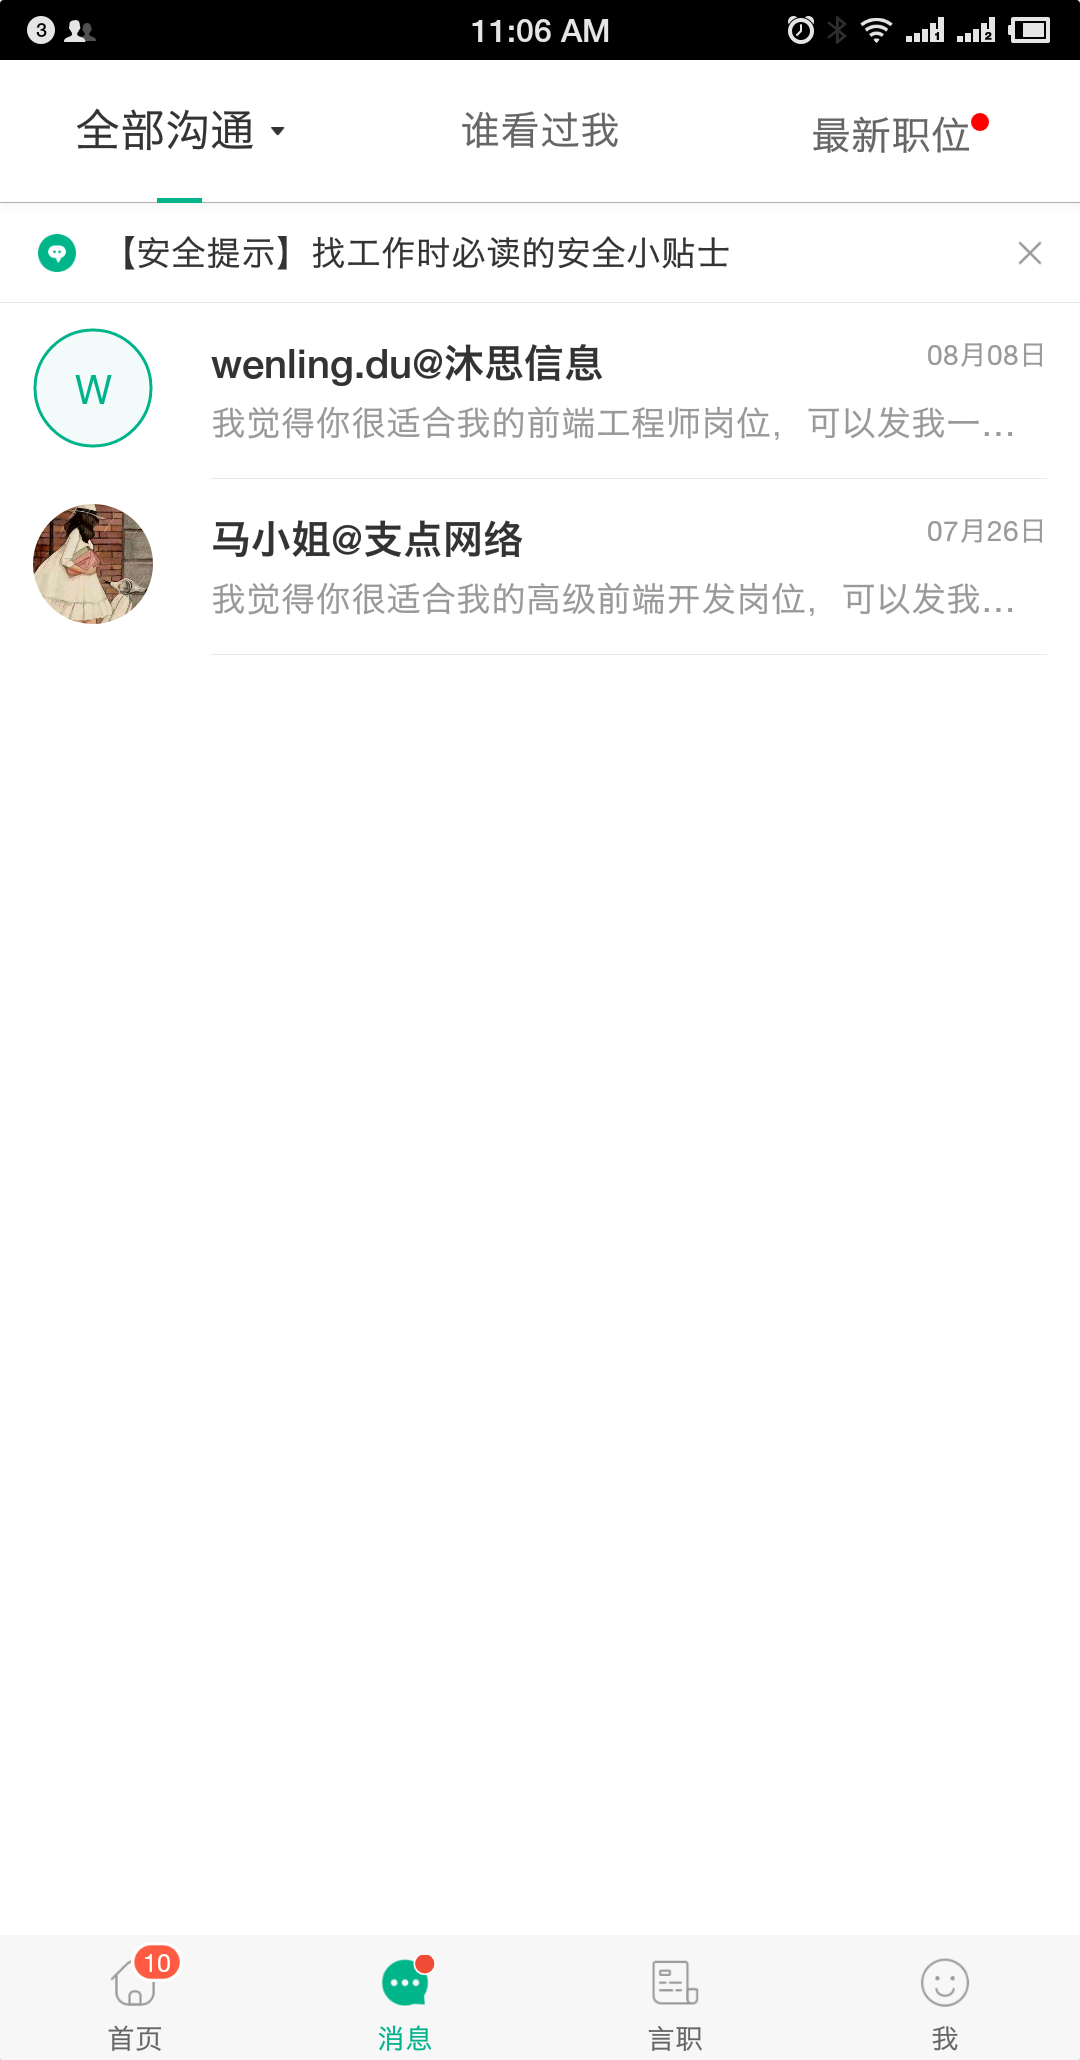 3 11:06 AM 1 2
全部沟通 谁看过我 最新职位
【安全提示】找工作时必读的安全小贴士
W
wenling.du@沐思信息 08月08日
我觉得你很适合我的前端工程师岗位，可以发我一...
马小姐@支点网络 07月26日
我觉得你很适合我的高级前端开发岗位，可以发我...
10
首页 消息 言职 我